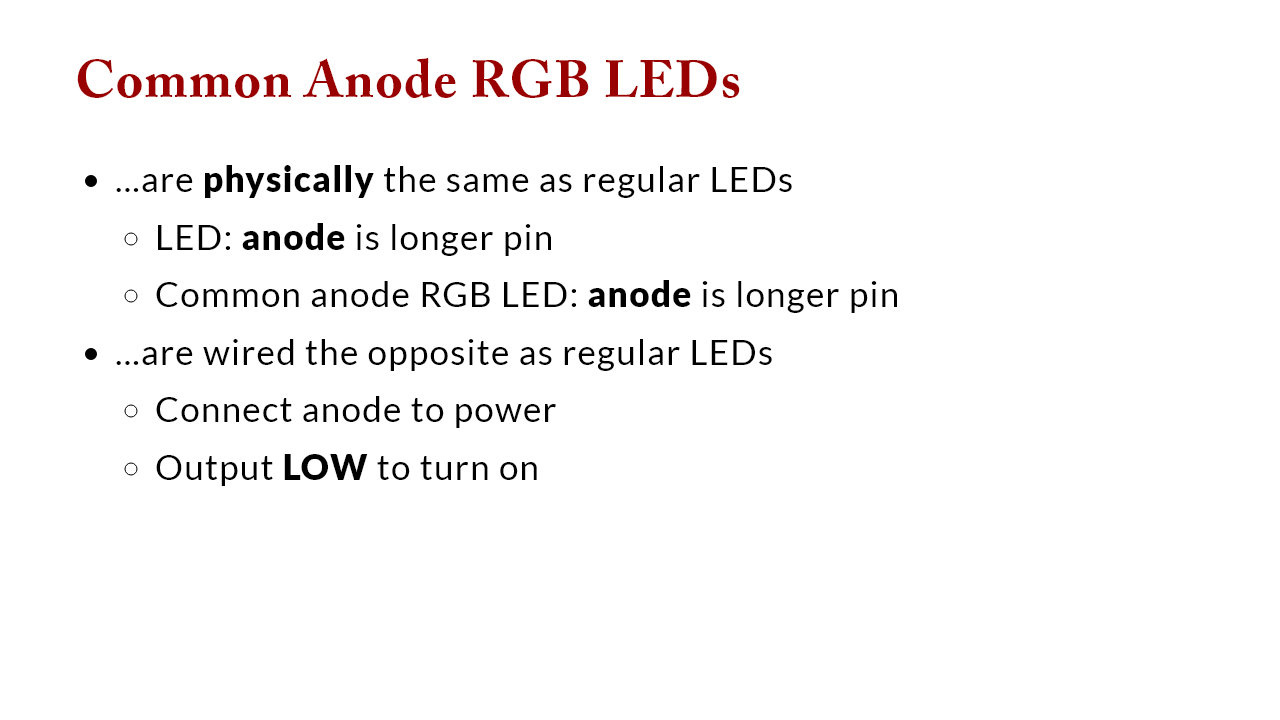 Common Anode RGB LEDs
• ...are physically the same as regular LEDs
○ LED: anode is longer pin
○ Common anode RGB LED: anode is longer pin
• ...are wired the opposite as regular LEDs
○ Connect anode to power
○ Output LOW to turn on